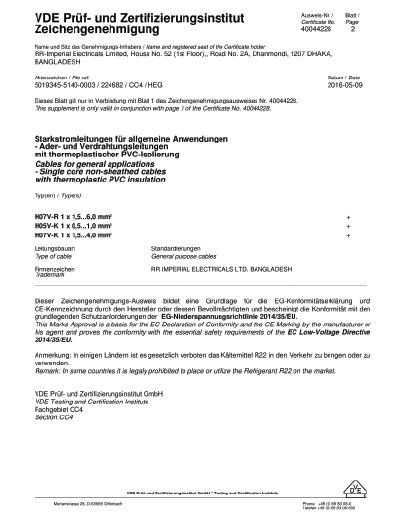 VDE Prüf- und Zertifizierungsinstitut
Zeichengenehmigung
Ausweis-Nr. / Blatt /
Certificate No. Page
40044228 2
Name und Sitz des Genehmigungs-Inhabers / Name and registered seat of the Certificate holder
RR-Imperial Electricals Limited, House No. 52 (1st Floor),, Road No. 2A, Dhanmondi, 1207 DHAKA,
BANGLADESH
Aktenzeichen / File ref. Datum / Date
5019345-5140-0003 / 224682 / CC4 / HEG 2016-05-09
Dieses Blatt gilt nur in Verbindung mit Blatt 1 des Zeichengenehmigungsausweises Nr. 40044228.
This supplement is only valid in conjunction with page 1 of the Certificate No. 40044228.
Starkstromleitungen für allgemeine Anwendungen
- Ader- und Verdrahtungsleitungen
mit thermoplastischer PVC-Isolierung
Cables for general applications
- Single core non-sheathed cables
with thermoplastic PVC insulation
Typ(en) / Type(s)
H07V-R 1 x 1,5...6,0 mm² +
H05V-K 1 x 0,5...1,0 mm² +
H07V-K 1 x 1,5...4,0 mm² +
Leitungsbauart Standardleitungen
Type of cable General purpose cables
Firmenzeichen RR IMPERIAL ELECTRICALS LTD. BANGLADESH
Trademark
Dieser Zeichengenehmigungs-Ausweis bildet eine Grundlage für die EG-Konformitätserklärung und
CE-Kennzeichnung durch den Hersteller oder dessen Bevollmächtigten und bescheinigt die Konformität mit den
grundlegenden Schutzanforderungen der EG-Niederspannungsrichtlinie 2014/35/EU.
This Marks Approval is a basis for the EC Declaration of Conformity and the CE Marking by the manufacturer or
his agent and proves the conformity with the essential safety requirements of the EC Low-Voltage Directive
2014/35/EU.
Anmerkung: In einigen Ländern ist es gesetzlich verboten das Kältemittel R22 in den Verkehr zu bringen oder zu
verwenden.
Remark: In some countries it is legally prohibited to place or utilize the Refrigerant R22 on the market.
VDE Prüf- und Zertifizierungsinstitut GmbH
VDE Testing and Certification Institute
Fachgebiet CC4
Section CC4
VDE
VDE Prüf- und Zertifizierungsinstitut GmbH * Testing and Certification Institute
Merianstrasse 28, D-63069 Offenbach
Phone +49 (0) 69 83 06-0
Telefax +49 (0) 69 83 06-555